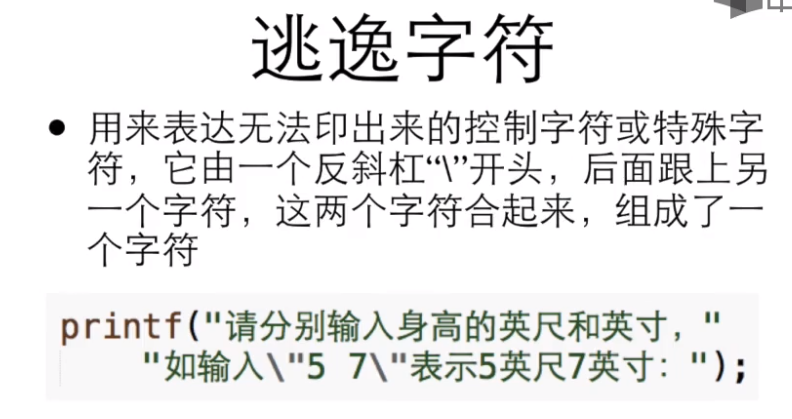 逃逸字符
• 用来表达无法印出来的控制字符或特殊字
符，它由一个反斜杠“\”开头，后面跟上另
一个字符，这两个字符合起来，组成了一
个字符
printf("请分别输入身高的英尺和英寸，"
"如输入\"5 7\"表示5英尺7英寸：");